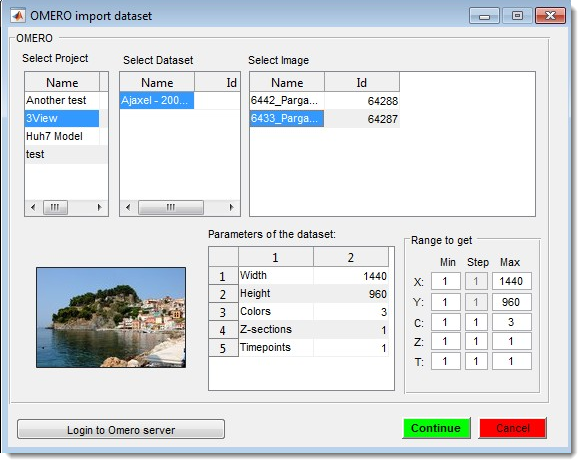 OMERO import dataset
OMERO
Select Project
Select Dataset
Select Image
Name
Name Id
Name Id
Another test
3View
Huh7 Model
test
Ajaxel - 200...
6442_Parga... 64288
6433_Parga... 64287
Parameters of the dataset:
1 2
1 Width 1440
2 Height 960
3 Colors 3
4 Z-sections 1
5 Timepoints 1
Range to get
Min Step Max
X: 1 1 1440
Y: 1 1 960
C: 1 1 3
Z: 1 1 1
T: 1 1 1
Login to Omero server
Continue
Cancel